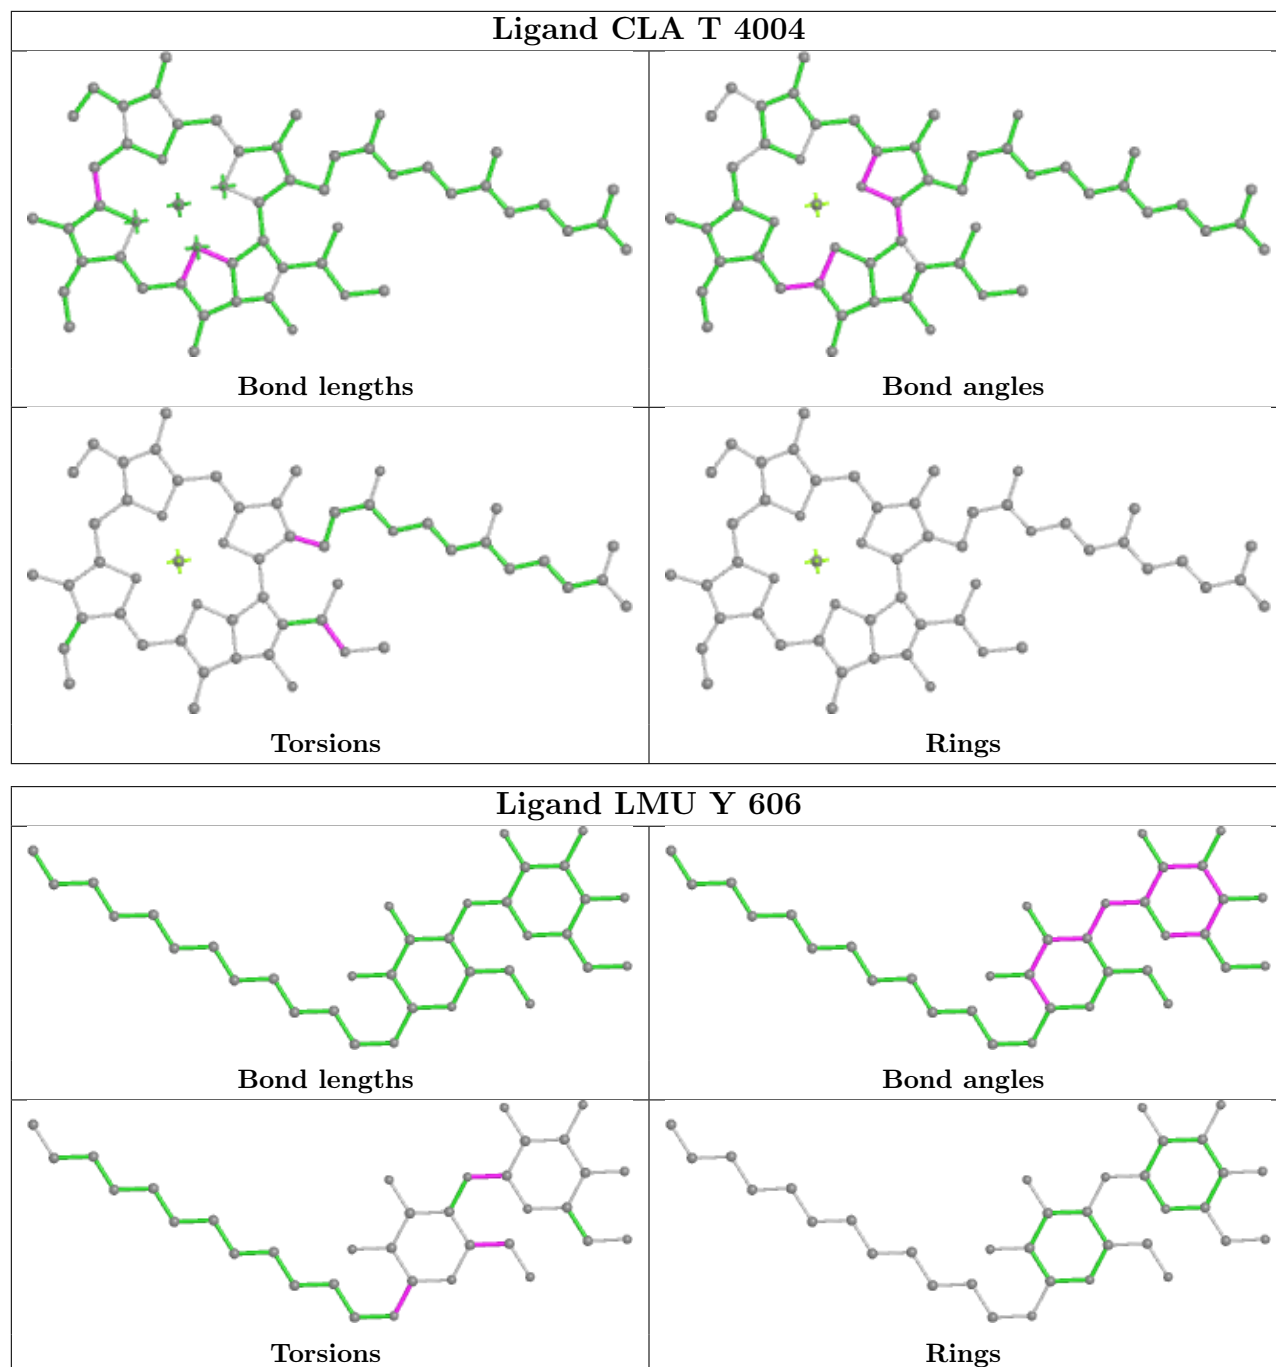 Ligand CLA T 4004
Bond lengths
Bond angles
Torsions
Rings
Ligand LMU Y 606
Bond lengths
Bond angles
Torsions
Rings